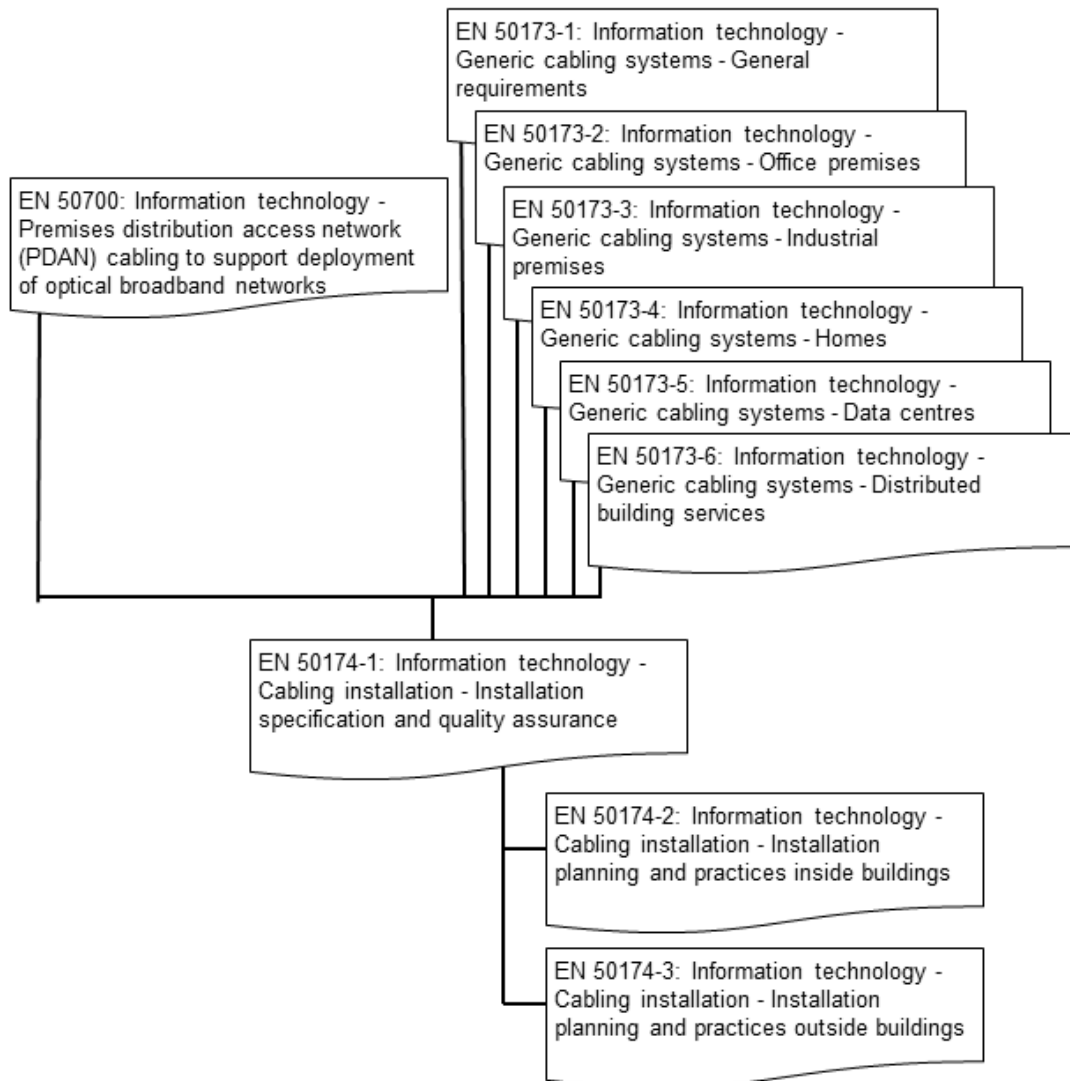 EN 50173-1: Information technology -
Generic cabling systems - General
requirements
EN 50173-2: Information technology -
Generic cabling systems - Office premises
EN 50700: Information technology -
Premises distribution access network
(PDAN) cabling to support deployment
of optical broadband networks
EN 50173-3: Information technology -
Generic cabling systems - Industrial
premises
EN 50173-4: Information technology -
Generic cabling systems - Homes
EN 50173-5: Information technology -
Generic cabling systems - Data centres
EN 50173-6: Information technology -
Generic cabling systems - Distributed
building services
EN 50174-1: Information technology -
Cabling installation - Installation
specification and quality assurance
EN 50174-2: Information technology -
Cabling installation - Installation
planning and practices inside buildings
EN 50174-3: Information technology -
Cabling installation - Installation
planning and practices outside buildings